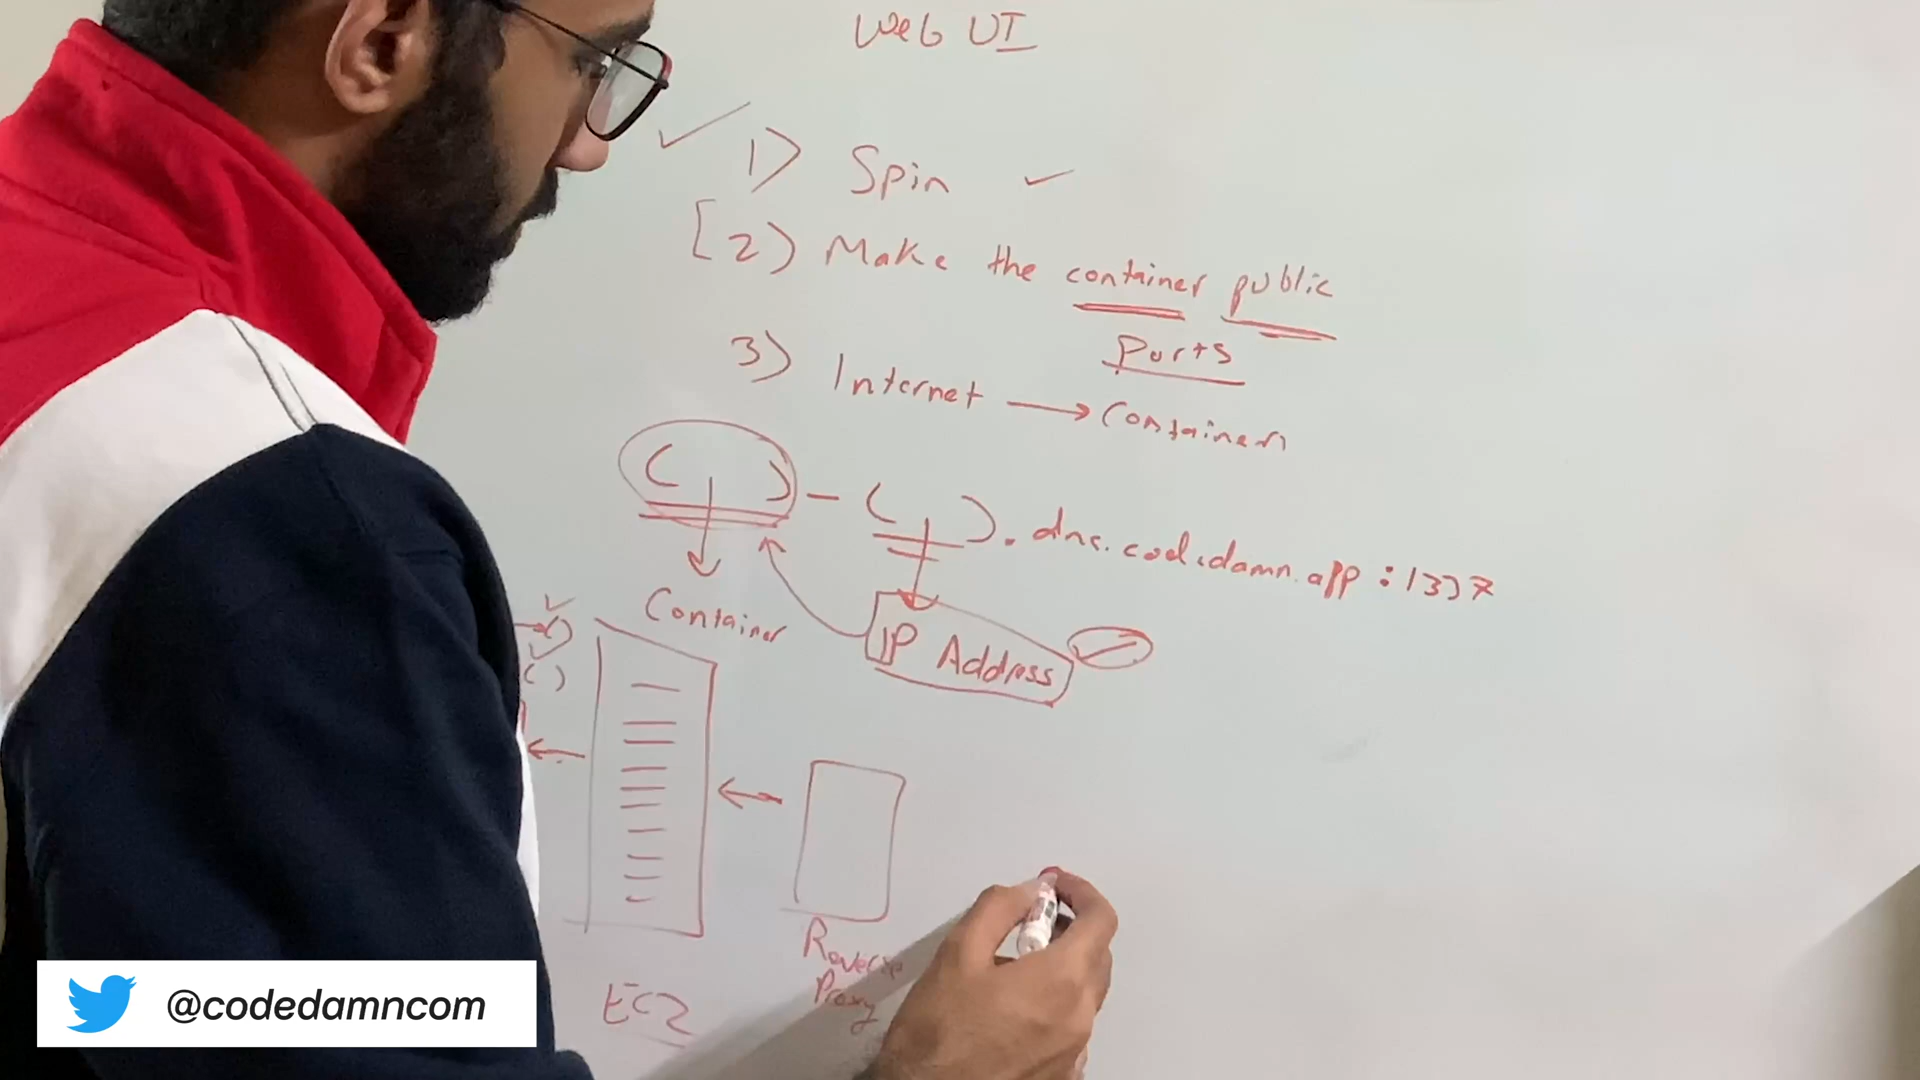 Web UI
1) Spin
[2) Make the container public
Ports
3) Internet → Container
( ) - ( ) . dns.codedamn.app :1337
Container
IP Address
( )
Reverse
Proxy
EC2
@codedamncom